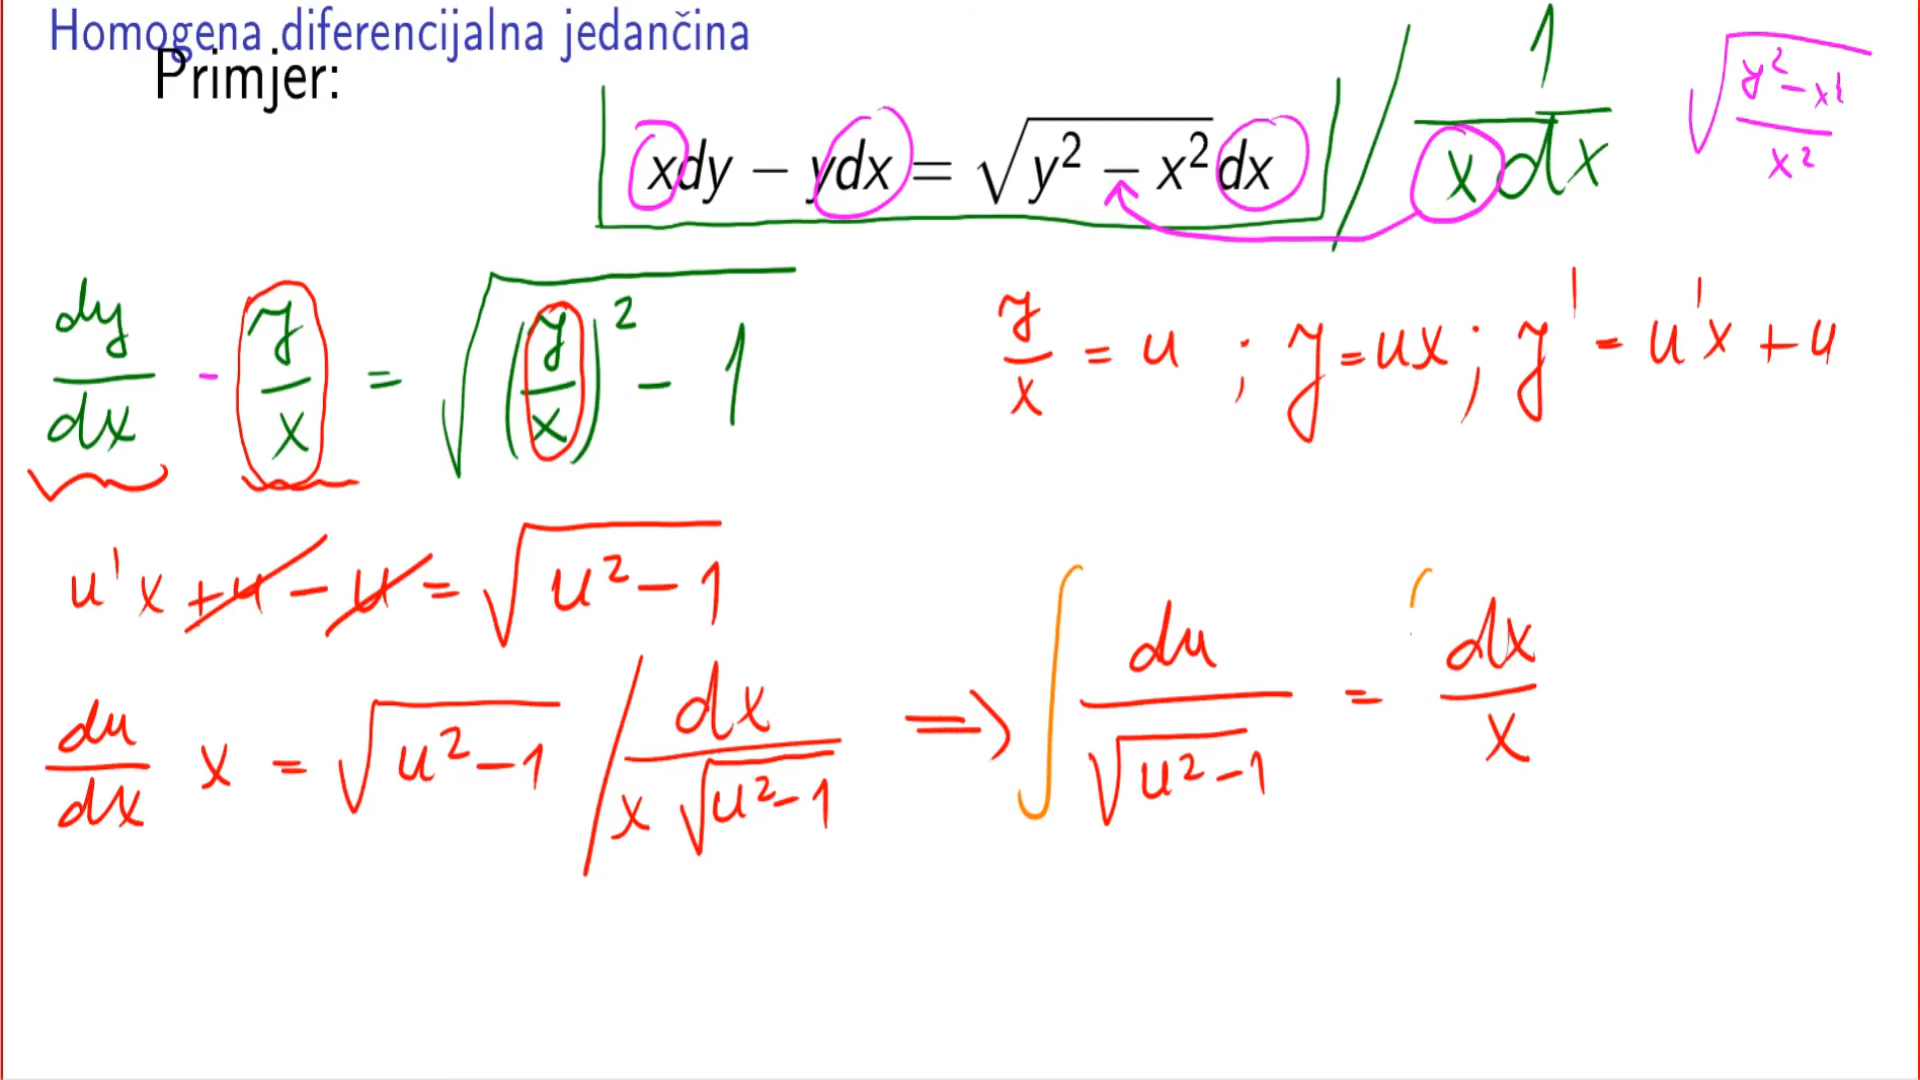 Homogena diferencijalna jedančina
Primjer:
xdy − ydx = √(y² − x²)dx / 1/(x dx)
√((y² − x²)/x²)
dy/dx - y/x = √((y/x)² − 1)
y/x = u ; y = ux ; y' = u'x + u
u'x + u − u = √(u² − 1)
du/dx x = √(u² − 1) / dx/(x √(u² − 1)) ⇒ ∫ du/√(u² − 1) = dx/x